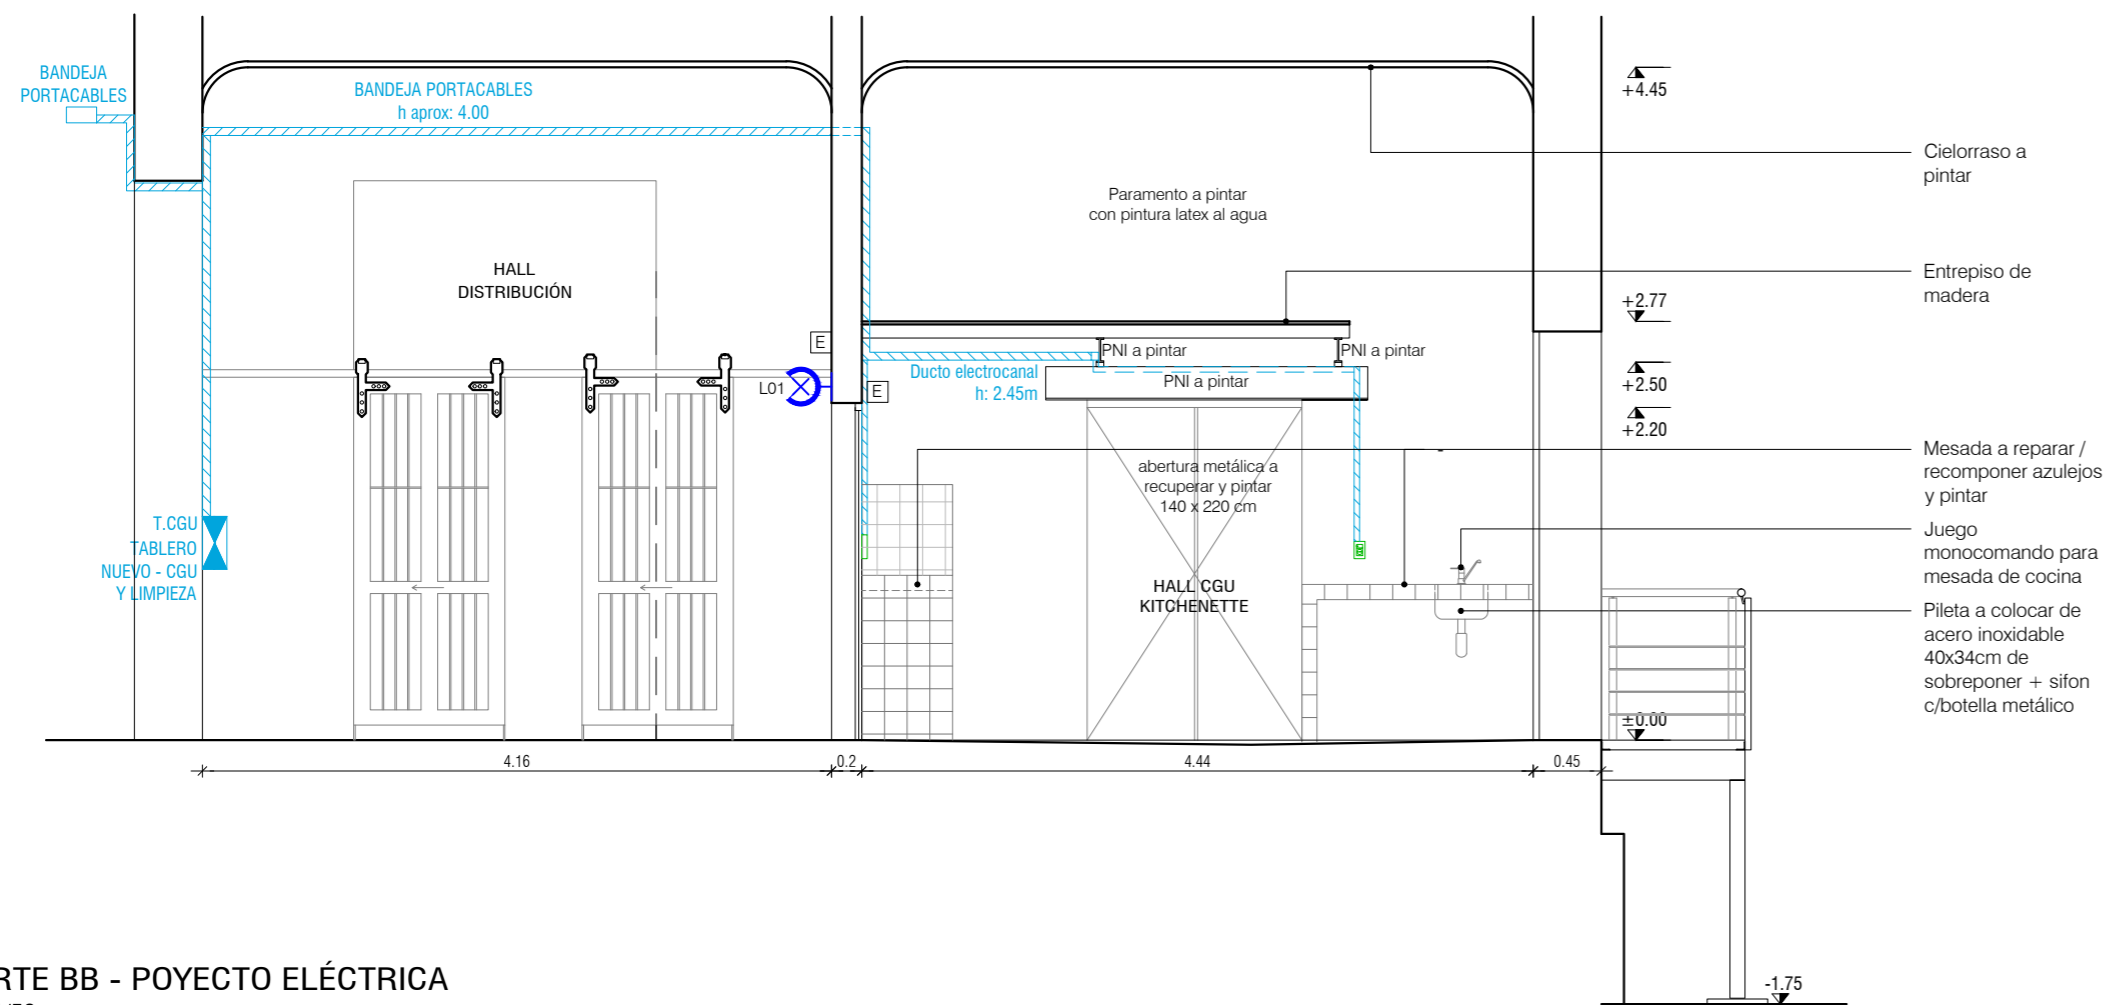 BANDEJA
PORTACABLES
BANDEJA PORTACABLES
h aprox: 4.00
+4.45
Cielorraso a
pintar
Paramento a pintar
con pintura latex al agua
HALL
DISTRIBUCIÓN
Entrepiso de
madera
+2.77
E
PNI a pintar
PNI a pintar
L01
E
Ducto electrocanal
h: 2.45m
PNI a pintar
+2.50
+2.20
Mesada a reparar /
recomponer azulejos
y pintar
abertura metálica a
recuperar y pintar
140 x 220 cm
T.CGU
TABLERO
NUEVO - CGU
Y LIMPIEZA
HALL CGU
KITCHENETTE
Juego
monocomando para
mesada de cocina
Pileta a colocar de
acero inoxidable
40x34cm de
sobreponer + sifon
c/botella metálico
±0.00
4.16
0.2
4.44
0.45
-1.75
RTE BB - POYECTO ELÉCTRICA